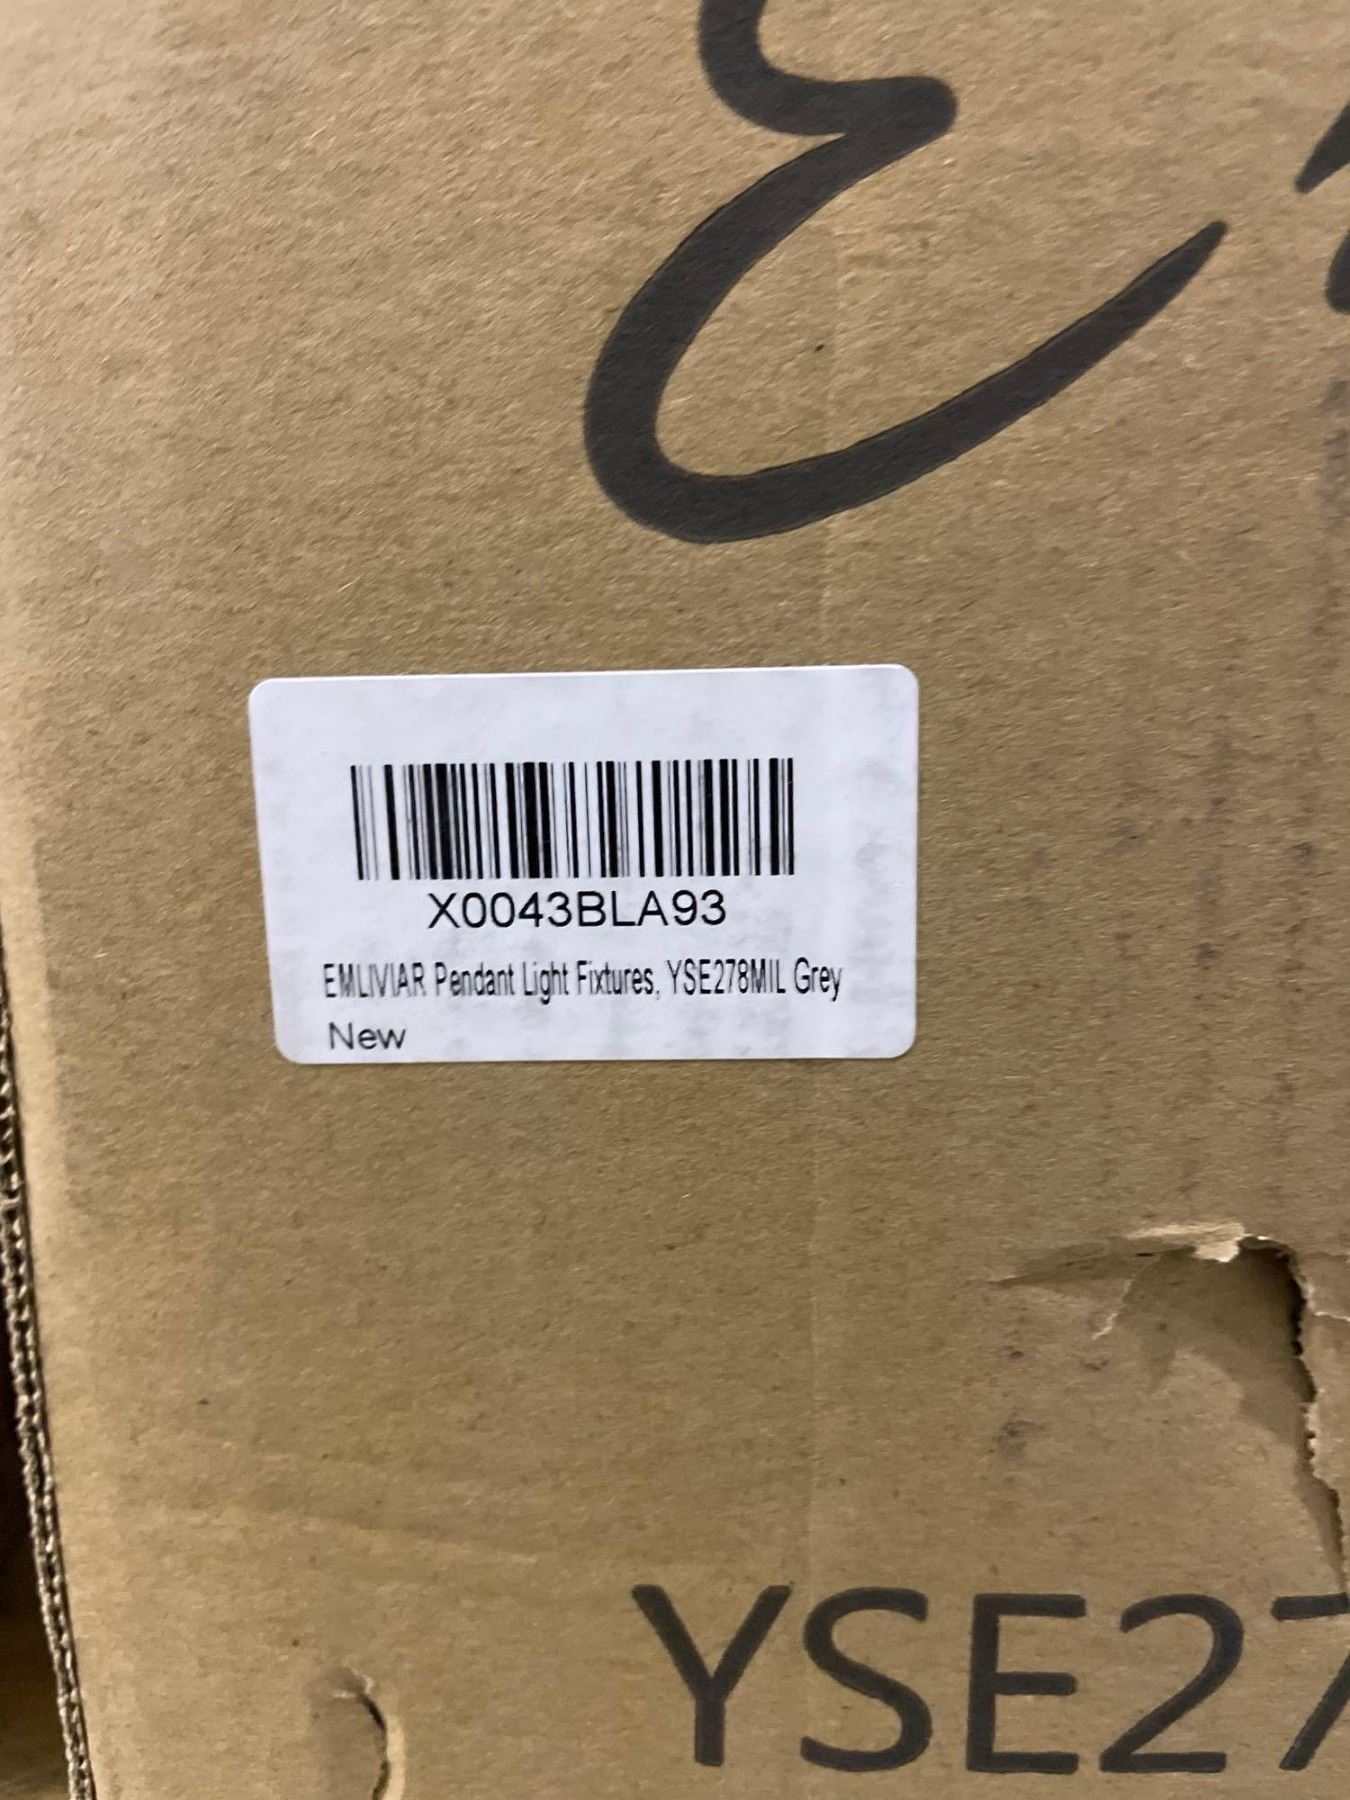 E
X0043BLA93
EMLIVIAR Pendant Light Fixtures, YSE278MIL Grey
New
YSE27